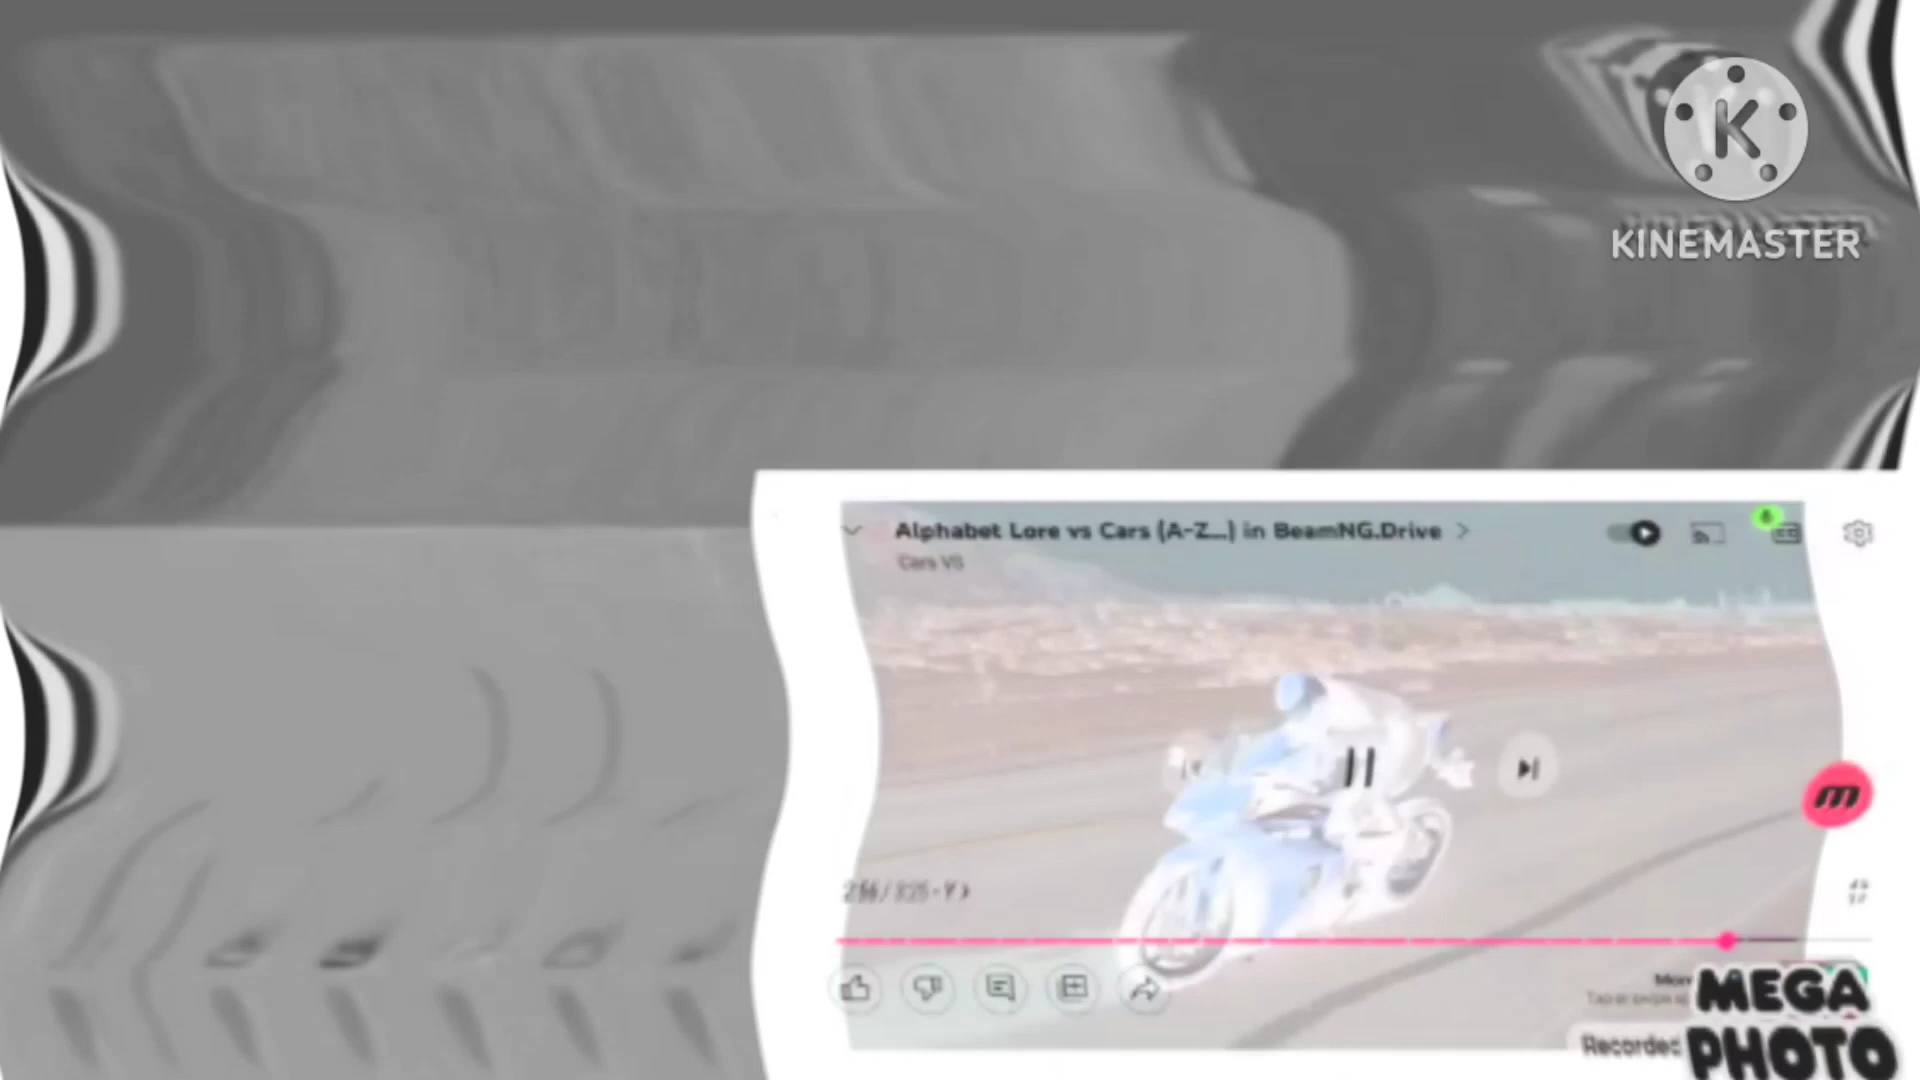 K
KINEMASTER
Alphabet Lore vs Cars (A-Z...) in BeamNG.Drive
Cars VS
m
MEGA
Recorded
PHOTO